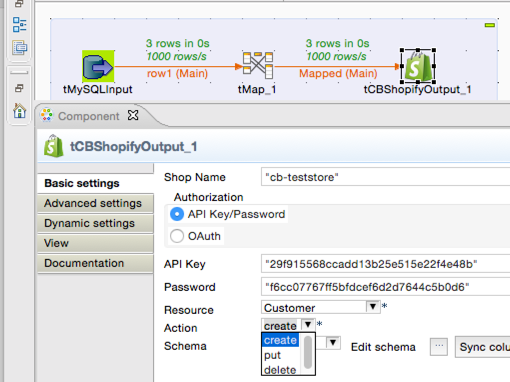 3 rows in 0s
3 rows in 0s
1000 rows/s
1000 rows/s
row1 (Main)
Mapped (Main)
tMySQLInput
tMap_1
tCBShopifyOutput_1
Component
tCBShopifyOutput_1
Basic settings
Advanced settings
Dynamic settings
View
Documentation
Shop Name
"cb-teststore"
Authorization
API Key/Password
OAuth
API Key
"29f915568ccadd13b25e515e22f4e48b"
Password
"f6cc07767ff5bfdcef6d2d7644c5b0d6"
Resource
Customer
*
Action
create
*
Schema
create
put
delete
Edit schema
...
Sync colu